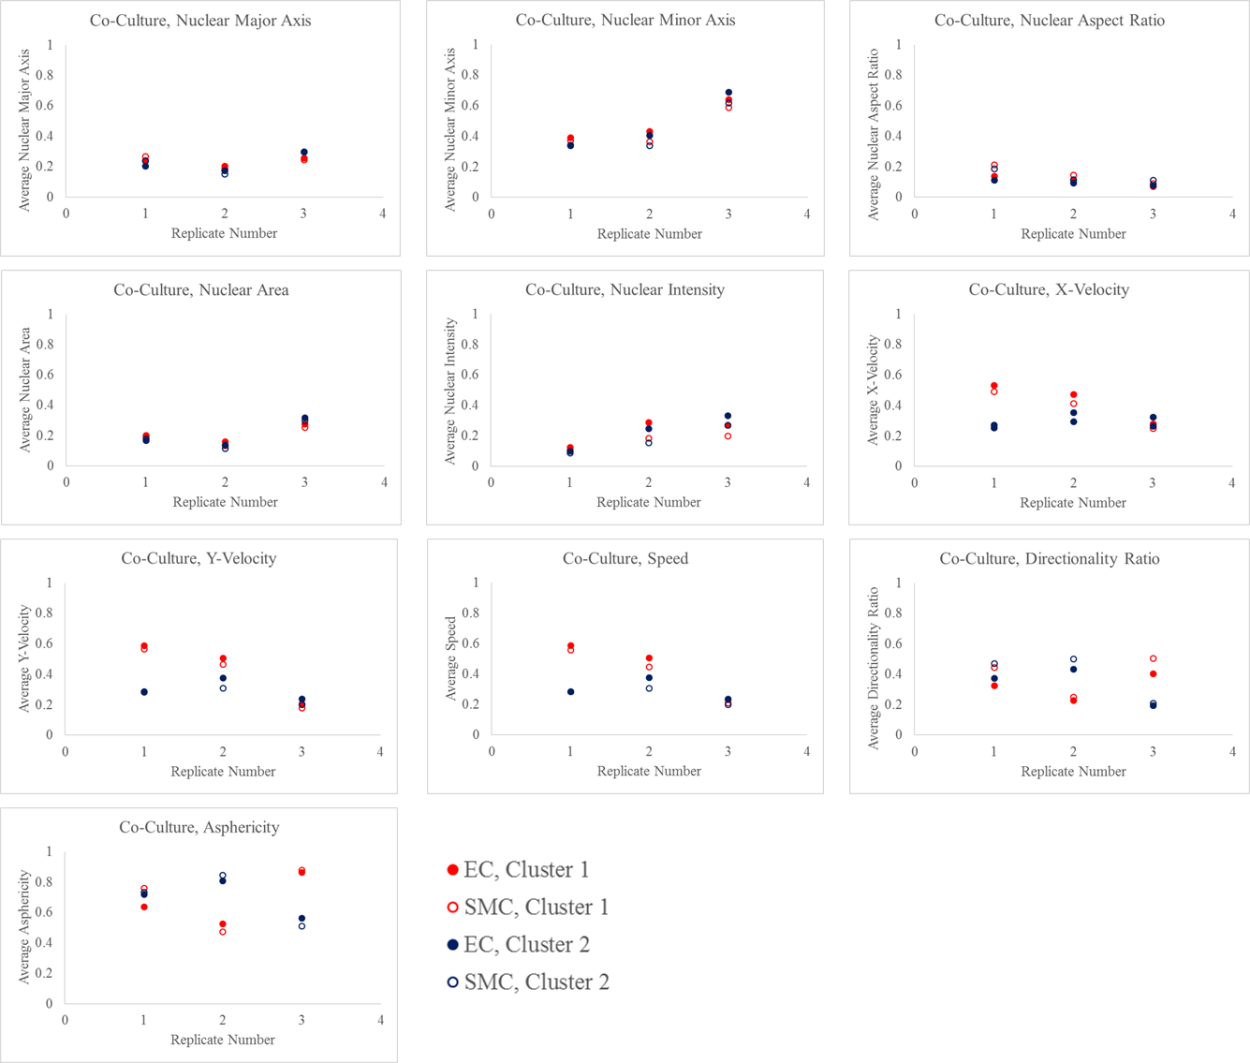 Co-Culture, Nuclear Major Axis
Average Nuclear Major Axis
1
0.8
0.6
0.4
0.2
0
0 1 2 3 4
Replicate Number
Co-Culture, Nuclear Minor Axis
Average Nuclear Minor Axis
1
0.8
0.6
0.4
0.2
0
0 1 2 3 4
Replicate Number
Co-Culture, Nuclear Aspect Ratio
Average Nuclear Aspect Ratio
1
0.8
0.6
0.4
0.2
0
0 1 2 3 4
Replicate Number
Co-Culture, Nuclear Area
Average Nuclear Area
1
0.8
0.6
0.4
0.2
0
0 1 2 3 4
Replicate Number
Co-Culture, Nuclear Intensity
Average Nuclear Intensity
1
0.8
0.6
0.4
0.2
0
0 1 2 3 4
Replicate Number
Co-Culture, X-Velocity
Average X-Velocity
1
0.8
0.6
0.4
0.2
0
0 1 2 3 4
Replicate Number
Co-Culture, Y-Velocity
Average Y-Velocity
1
0.8
0.6
0.4
0.2
0
0 1 2 3 4
Replicate Number
Co-Culture, Speed
Average Speed
1
0.8
0.6
0.4
0.2
0
0 1 2 3 4
Replicate Number
Co-Culture, Directionality Ratio
Average Directionality Ratio
1
0.8
0.6
0.4
0.2
0
0 1 2 3 4
Replicate Number
Co-Culture, Asphericity
Average Asphericity
1
0.8
0.6
0.4
0.2
0
0 1 2 3 4
Replicate Number
EC, Cluster 1
SMC, Cluster 1
EC, Cluster 2
SMC, Cluster 2